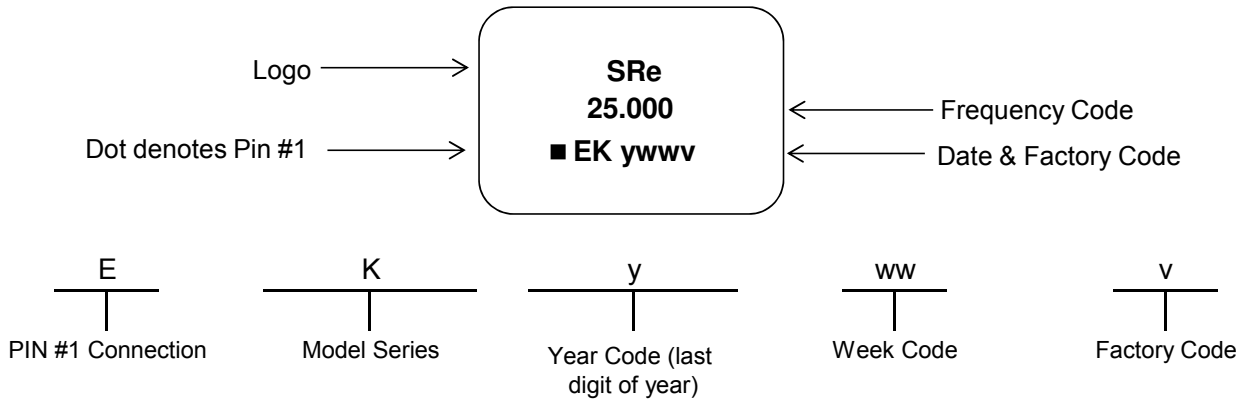 Logo
SRe
25.000
Frequency Code
Dot denotes Pin #1
■ EK ywwv
Date & Factory Code
E K y ww v
PIN #1 Connection
Model Series
Year Code (last
digit of year)
Week Code
Factory Code